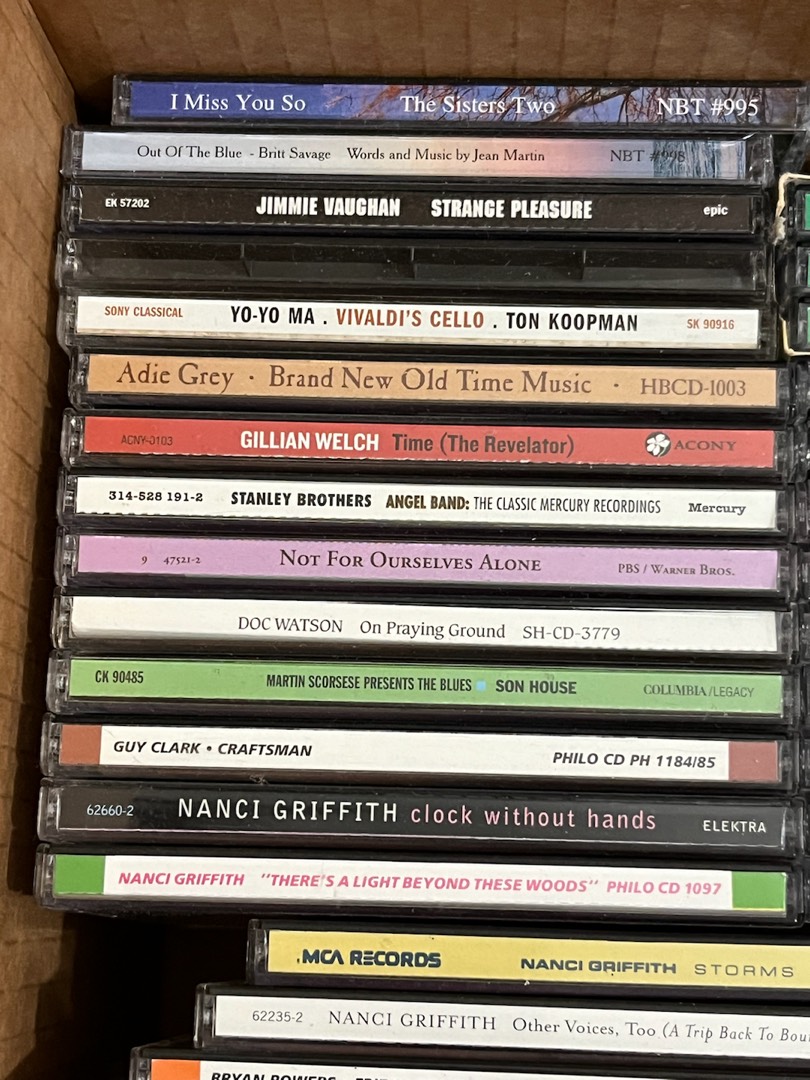 I Miss You So The Sisters Two NBT #995
Out Of The Blue - Britt Savage Words and Music by Jean Martin NBT #998
EK 57202 JIMMIE VAUGHAN STRANGE PLEASURE epic
SONY CLASSICAL YO-YO MA . VIVALDI'S CELLO . TON KOOPMAN SK 90916
Adie Grey · Brand New Old Time Music · HBCD-1003
ACNY-0103 GILLIAN WELCH Time (The Revelator) ACONY
314-528 191-2 STANLEY BROTHERS ANGEL BAND: THE CLASSIC MERCURY RECORDINGS Mercury
9 47521-2 NOT FOR OURSELVES ALONE PBS / WARNER BROS.
DOC WATSON On Praying Ground SH-CD-3779
CK 90485 MARTIN SCORSESE PRESENTS THE BLUES SON HOUSE COLUMBIA/LEGACY
GUY CLARK • CRAFTSMAN PHILO CD PH 1184/85
62660-2 NANCI GRIFFITH clock without hands ELEKTRA
NANCI GRIFFITH "THERE'S A LIGHT BEYOND THESE WOODS" PHILO CD 1097
.MCA RECORDS NANCI GRIFFITH STORMS
62235-2 NANCI GRIFFITH Other Voices, Too (A Trip Back To
BRYAN BOWERS